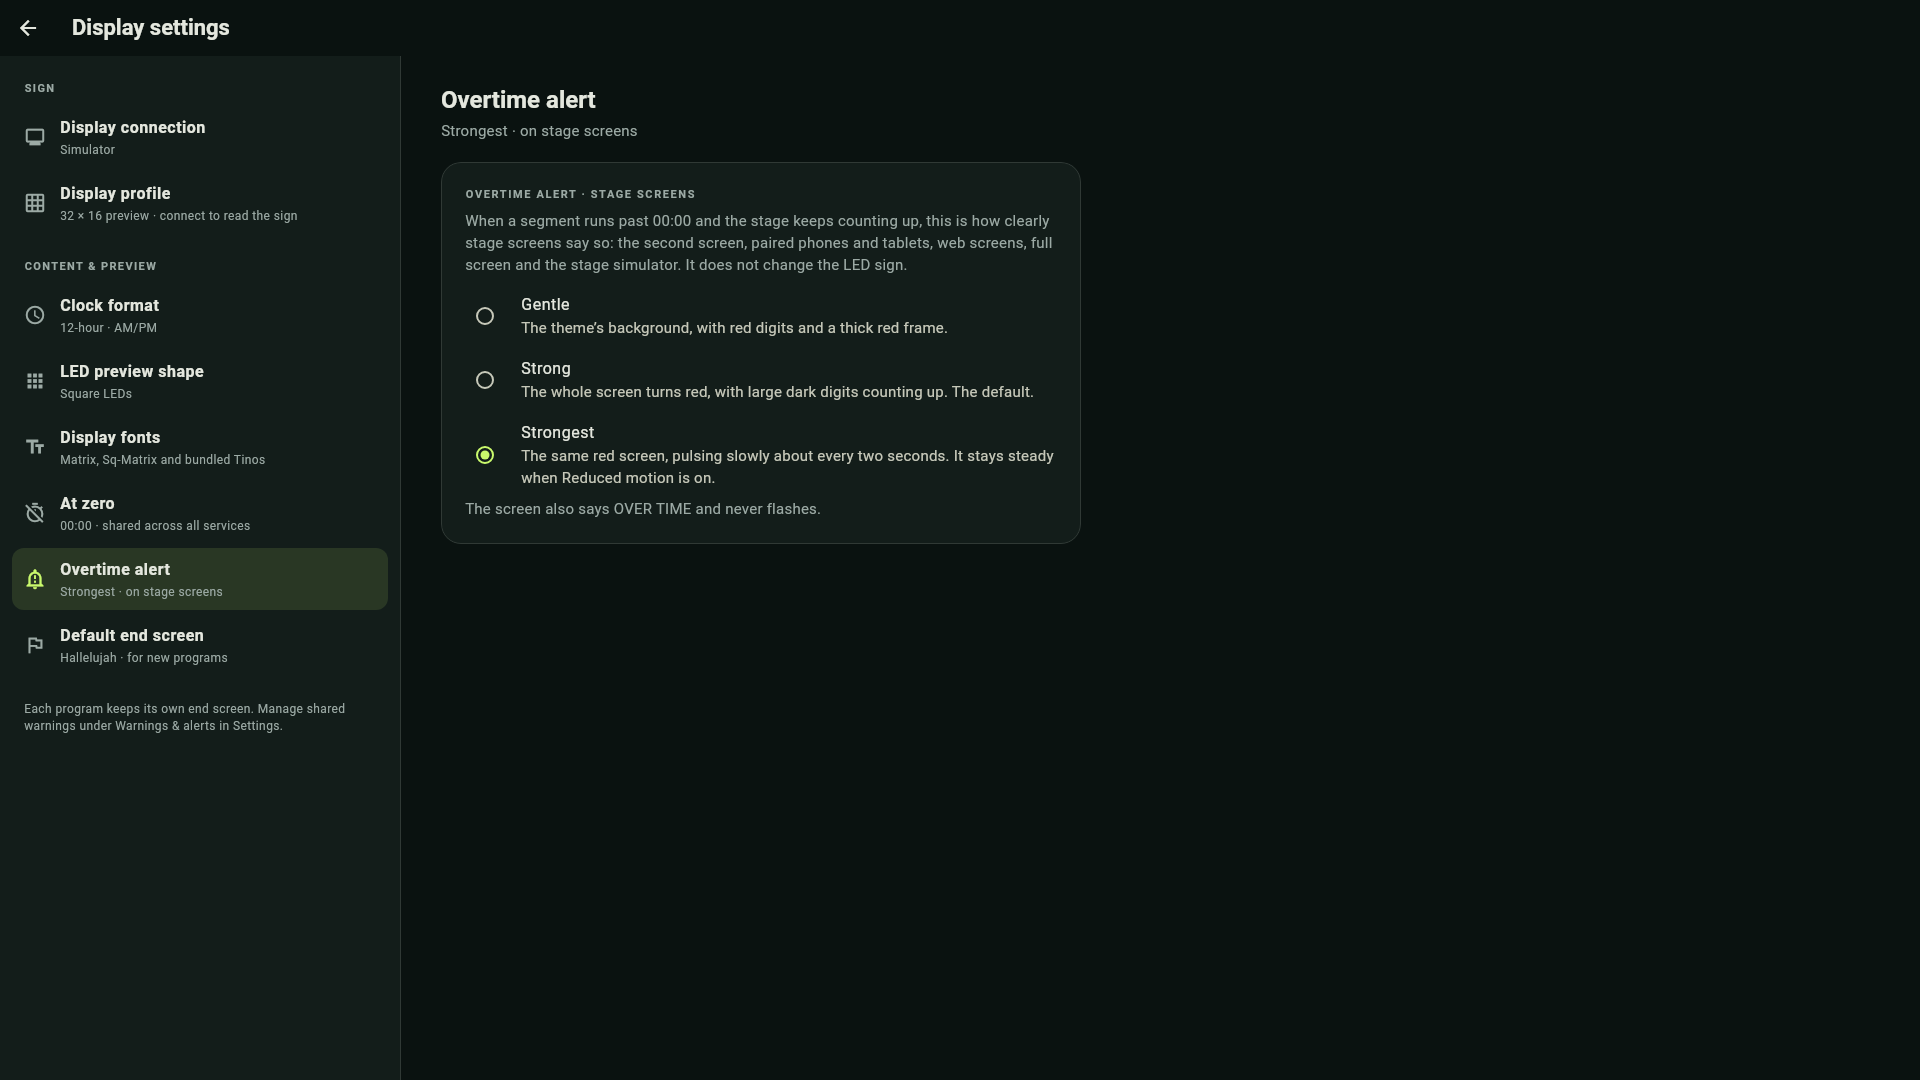 Display settings
SIGN
Display connection
Simulator
Display profile
32 × 16 preview · connect to read the sign
CONTENT & PREVIEW
Clock format
12-hour · AM/PM
LED preview shape
Square LEDs
Display fonts
Matrix, Sq-Matrix and bundled Tinos
At zero
00:00 · shared across all services
Overtime alert
Strongest · on stage screens
Default end screen
Hallelujah · for new programs
Each program keeps its own end screen. Manage shared
warnings under Warnings & alerts in Settings.
Overtime alert
Strongest · on stage screens
OVERTIME ALERT · STAGE SCREENS
When a segment runs past 00:00 and the stage keeps counting up, this is how clearly
stage screens say so: the second screen, paired phones and tablets, web screens, full
screen and the stage simulator. It does not change the LED sign.
Gentle
The theme’s background, with red digits and a thick red frame.
Strong
The whole screen turns red, with large dark digits counting up. The default.
Strongest
The same red screen, pulsing slowly about every two seconds. It stays steady
when Reduced motion is on.
The screen also says OVER TIME and never flashes.